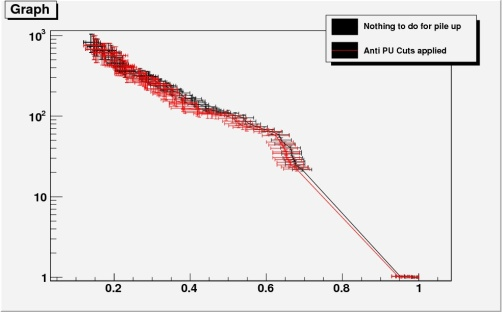 Graph
Nothing to do for pile up
Anti PU Cuts applied
10³
10²
10
1
0.2 0.4 0.6 0.8 1